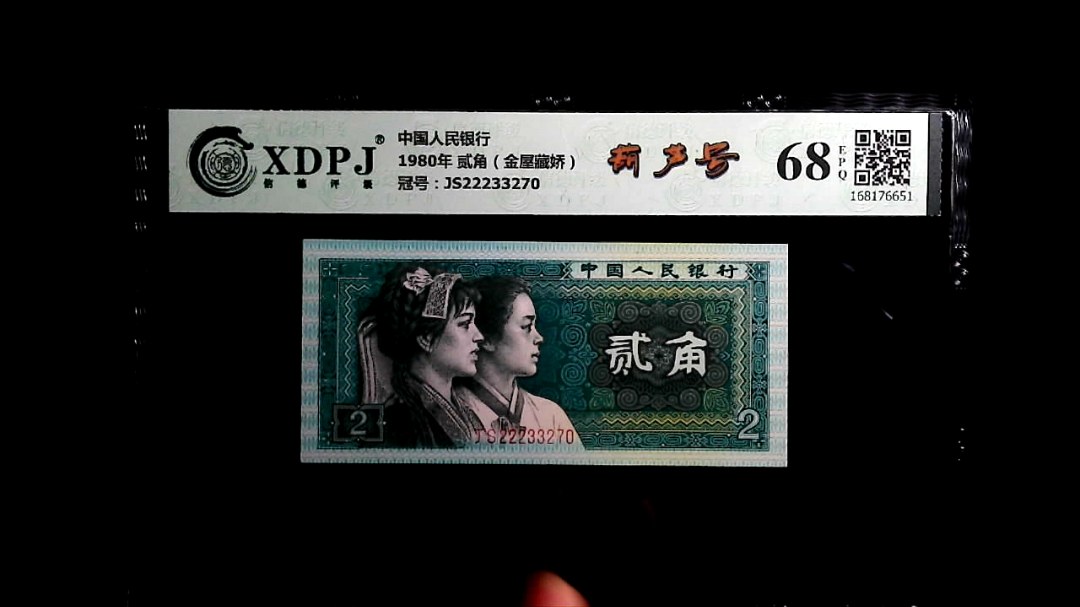 XDPJ®
信德评级
中国人民银行
1980年 贰角（金屋藏娇）
冠号：JS22233270
葫芦号
68
EPQ
168176651
中国人民银行
贰角
2
2
JS22233270